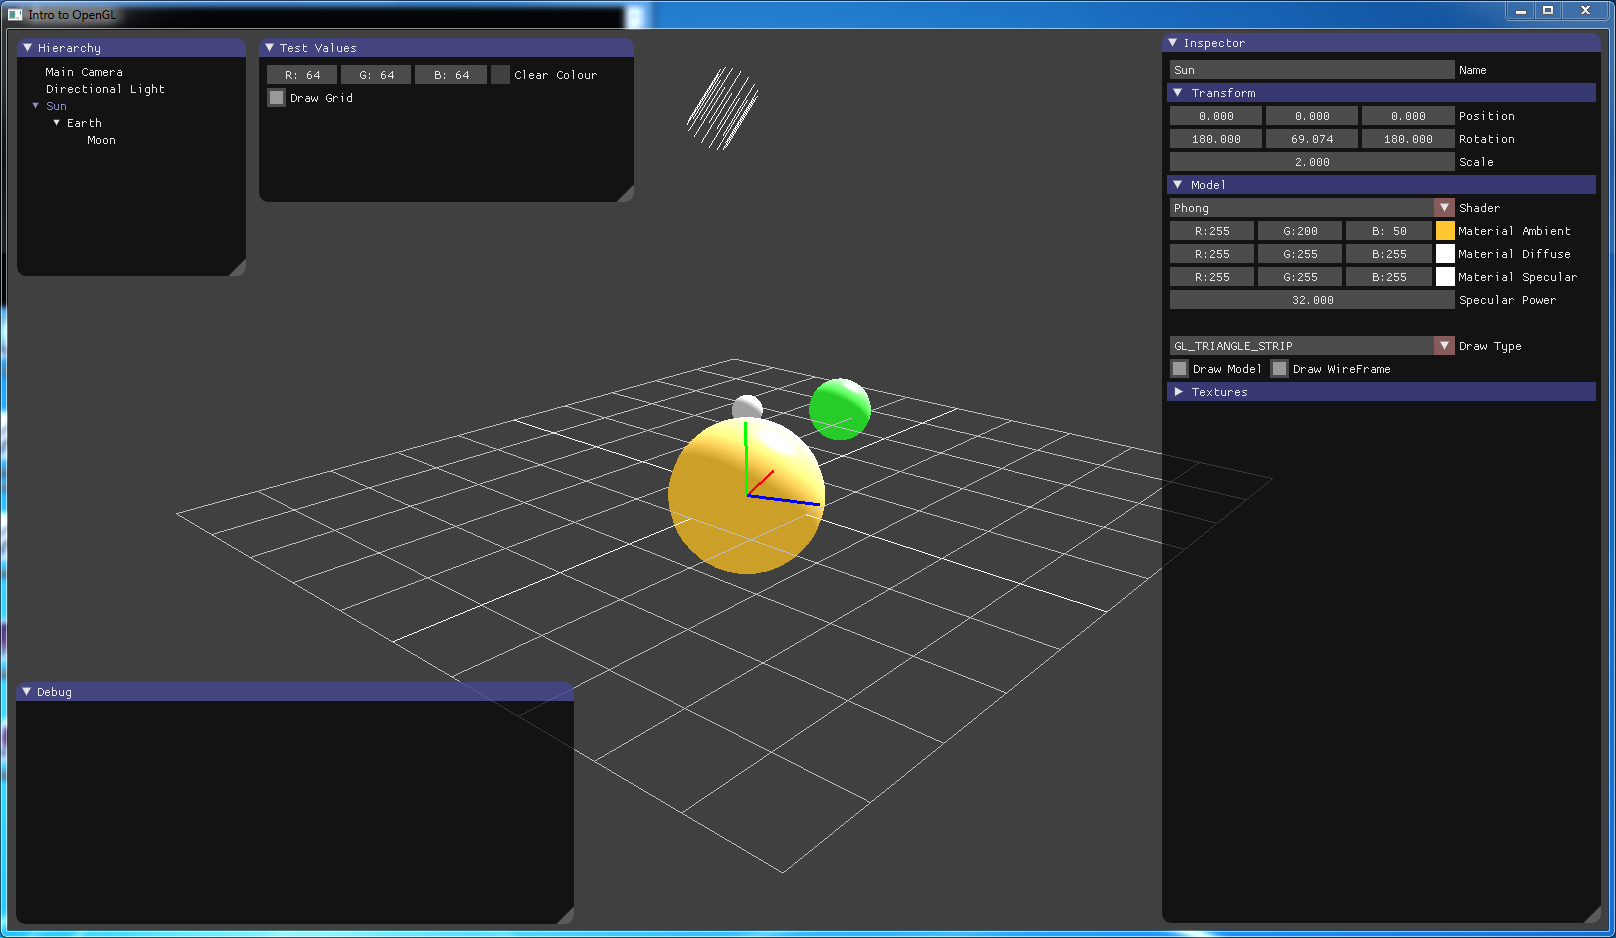 Intro to OpenGL
Hierarchy
Main Camera
Directional Light
Sun
Earth
Moon
Test Values
R: 64 G: 64 B: 64 Clear Colour
Draw Grid
Inspector
Sun Name
Transform
0.000 0.000 0.000 Position
180.000 69.074 180.000 Rotation
2.000 Scale
Model
Phong Shader
R:255 G:200 B: 50 Material Ambient
R:255 G:255 B:255 Material Diffuse
R:255 G:255 B:255 Material Specular
32.000 Specular Power
GL_TRIANGLE_STRIP Draw Type
Draw Model Draw WireFrame
Textures
Debug